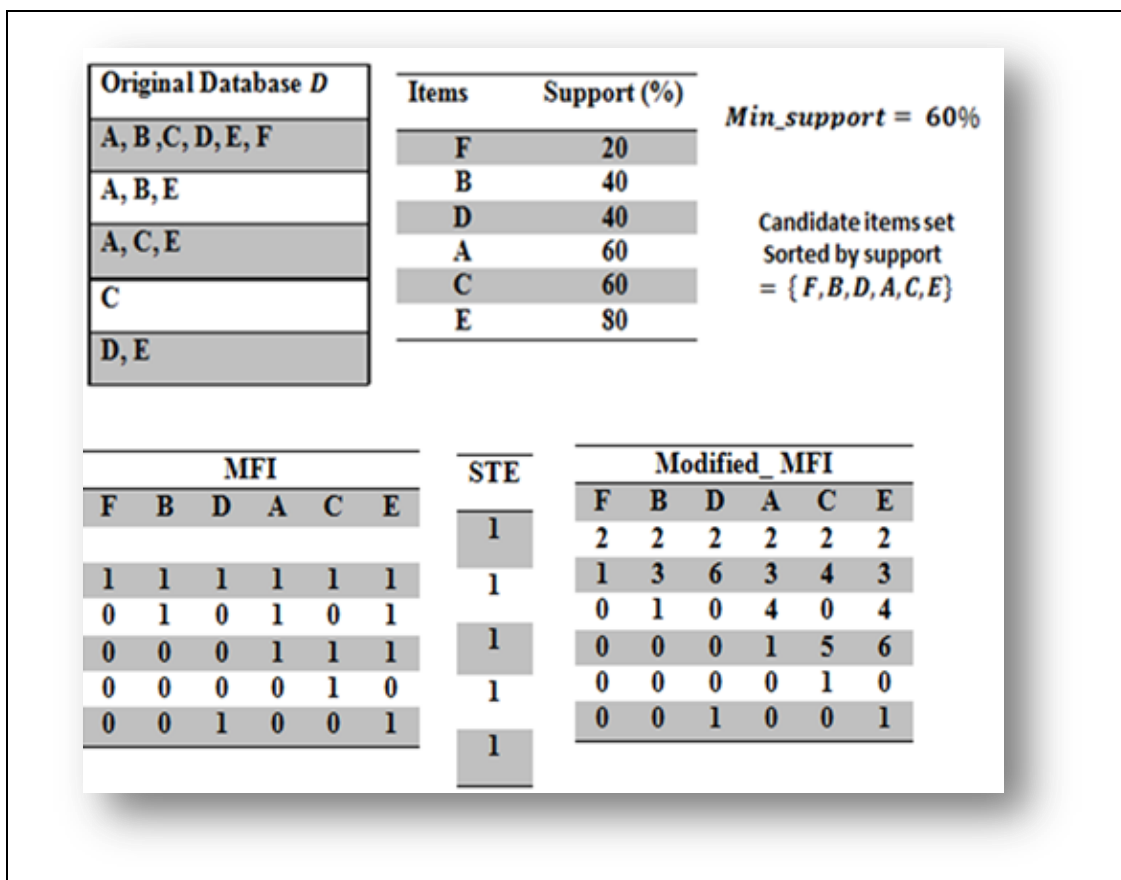 Original Database D
A, B ,C, D, E, F
A, B, E
A, C, E
C
D, E
Items Support (%)
F 20
B 40
D 40
A 60
C 60
E 80
Min_support = 60%
Candidate items set
Sorted by support
= { F, B, D, A, C, E}
MFI
F B D A C E
1 1 1 1 1 1
0 1 0 1 0 1
0 0 0 1 1 1
0 0 0 0 1 0
0 0 1 0 0 1
STE
1
1
1
1
1
Modified_ MFI
F B D A C E
2 2 2 2 2 2
1 3 6 3 4 3
0 1 0 4 0 4
0 0 0 1 5 6
0 0 0 0 1 0
0 0 1 0 0 1